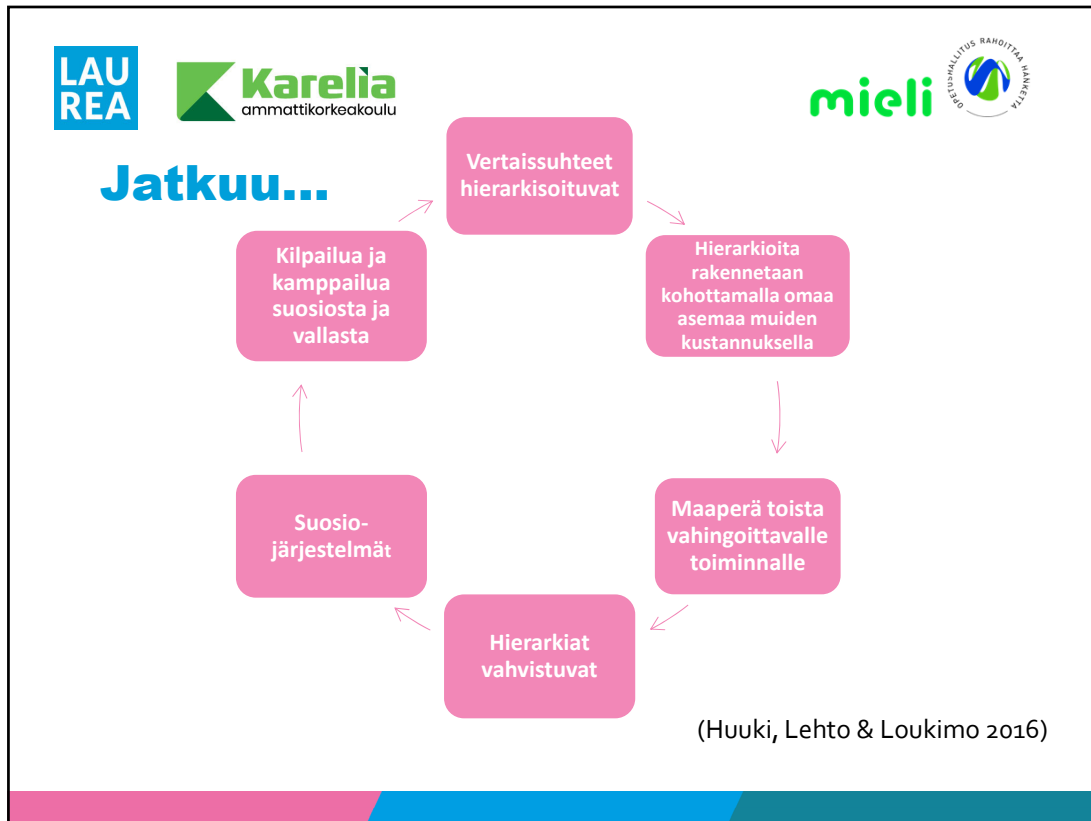 LAU
REA
Karelia
ammattikorkeakoulu
mieli
OPETUSHALLITUS RAHOITTAA HANKETTA
Jatkuu...
Vertaissuhteet
hierarkisoituvat
Hierarkioita
rakennetaan
kohottamalla omaa
asemaa muiden
kustannuksella
Maaperä toista
vahingoittavalle
toiminnalle
Hierarkiat
vahvistuvat
Suosio-
järjestelmät
Kilpailua ja
kamppailua
suosiosta ja
vallasta
(Huuki, Lehto & Loukimo 2016)